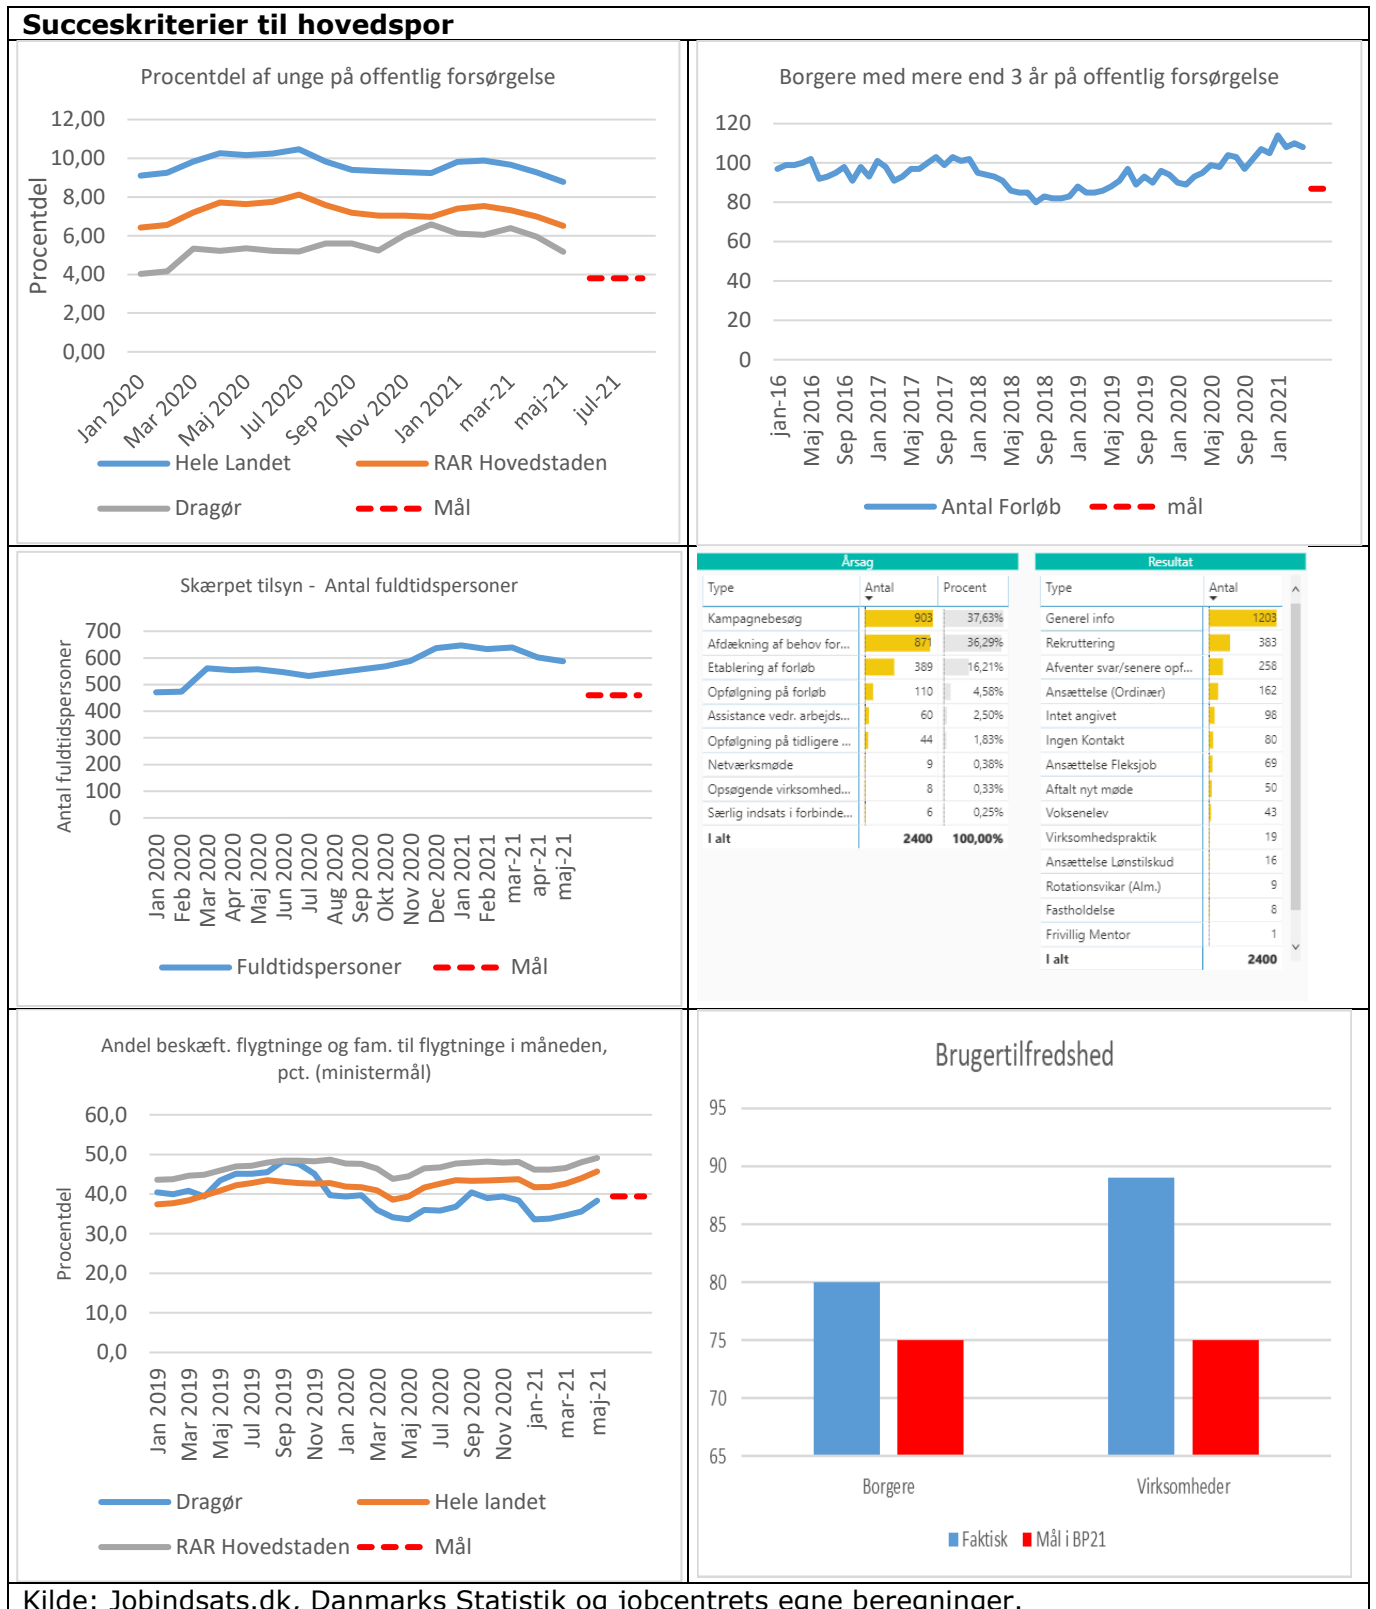 Succeskriterier til hovedspor
Procentdel af unge på offentlig forsørgelse
Procentdel
12,00
10,00
8,00
6,00
4,00
2,00
0,00
Jan 2020
Mar 2020
Maj 2020
Jul 2020
Sep 2020
Nov 2020
Jan 2021
mar-21
maj-21
jul-21
Hele Landet
RAR Hovedstaden
Dragør
Mål
Borgere med mere end 3 år på offentlig forsørgelse
120
100
80
60
40
20
0
jan-16
Maj 2016
Sep 2016
Jan 2017
Maj 2017
Sep 2017
Jan 2018
Maj 2018
Sep 2018
Jan 2019
Maj 2019
Sep 2019
Jan 2020
Maj 2020
Sep 2020
Jan 2021
Antal Forløb
mål
Skærpet tilsyn - Antal fuldtidspersoner
Antal fuldtidspersoner
700
600
500
400
300
200
100
0
Jan 2020
Feb 2020
Mar 2020
Apr 2020
Maj 2020
Jun 2020
Jul 2020
Aug 2020
Sep 2020
Okt 2020
Nov 2020
Dec 2020
Jan 2021
Feb 2021
mar-21
apr-21
maj-21
Fuldtidspersoner
Mål
Årsag
Type Antal Procent
Kampagnebesøg 903 37,63%
Afdækning af behov for... 871 36,29%
Etablering af forløb 389 16,21%
Opfølgning på forløb 110 4,58%
Assistance vedr. arbejds... 60 2,50%
Opfølgning på tidligere ... 44 1,83%
Netværksmøde 9 0,38%
Opsøgende virksomhed... 8 0,33%
Særlig indsats i forbinde... 6 0,25%
I alt 2400 100,00%
Resultat
Type Antal
Generel info 1203
Rekruttering 383
Afventer svar/senere opf... 258
Ansættelse (Ordinær) 162
Intet angivet 98
Ingen Kontakt 80
Ansættelse Fleksjob 69
Aftalt nyt møde 50
Voksenelev 43
Virksomhedspraktik 19
Ansættelse Lønstilskud 16
Rotationsvikar (Alm.) 9
Fastholdelse 8
Frivillig Mentor 1
I alt 2400
Andel beskæft. flygtninge og fam. til flygtninge i måneden,
pct. (ministermål)
Procentdel
60,0
50,0
40,0
30,0
20,0
10,0
0,0
Jan 2019
Mar 2019
Maj 2019
Jul 2019
Sep 2019
Nov 2019
Jan 2020
Mar 2020
Maj 2020
Jul 2020
Sep 2020
Nov 2020
jan-21
mar-21
maj-21
Dragør
Hele landet
RAR Hovedstaden
Mål
Brugertilfredshed
95
90
85
80
75
70
65
Borgere
Virksomheder
Faktisk
Mål i BP21
Kilde: Jobindsats.dk, Danmarks Statistik og jobcentrets egne beregninger.